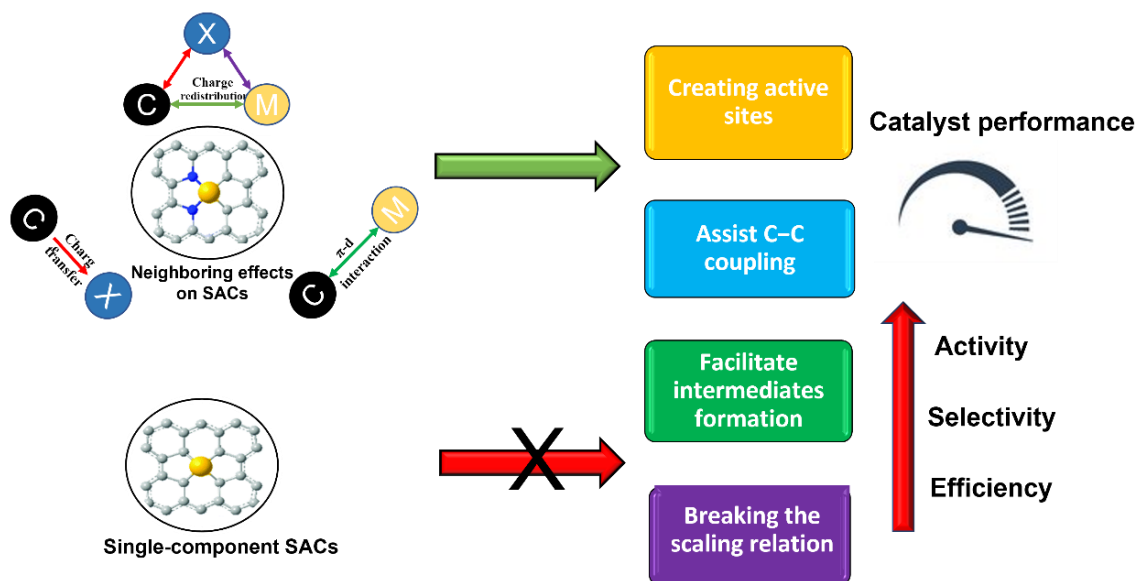 X
Charge
redistribution
C
M
C
Charg
e
transfer
X
Neighboring effects
on SACs
M
π-d
interaction
C
Single-component SACs
X
Creating active
sites
Assist C–C
coupling
Facilitate
intermediates
formation
Breaking the
scaling relation
Catalyst performance
Activity
Selectivity
Efficiency